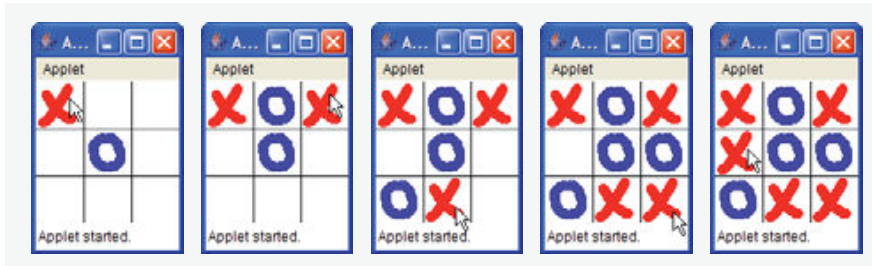 A...
A...
A...
A...
A...
Applet
Applet
Applet
Applet
Applet
X
O
X O X
O
X O X
O
O X
X O X
O O
O X X
X O X
X O O
O X X
Applet started.
Applet started.
Applet started.
Applet started.
Applet started.